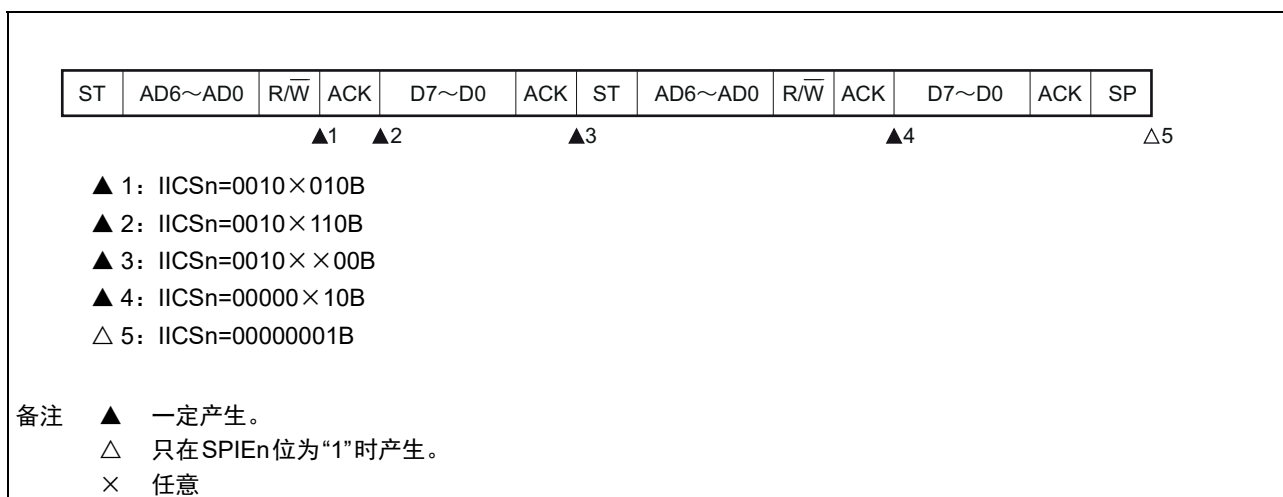 ST AD6～AD0 R/W̅ ACK D7～D0 ACK ST AD6～AD0 R/W̅ ACK D7～D0 ACK SP
▲1 ▲2 ▲3 ▲4 △5
▲ 1：IICSn=0010×010B
▲ 2：IICSn=0010×110B
▲ 3：IICSn=0010××00B
▲ 4：IICSn=00000×10B
△ 5：IICSn=00000001B
备注 ▲ 一定产生。
△ 只在SPIEn位为“1”时产生。
× 任意